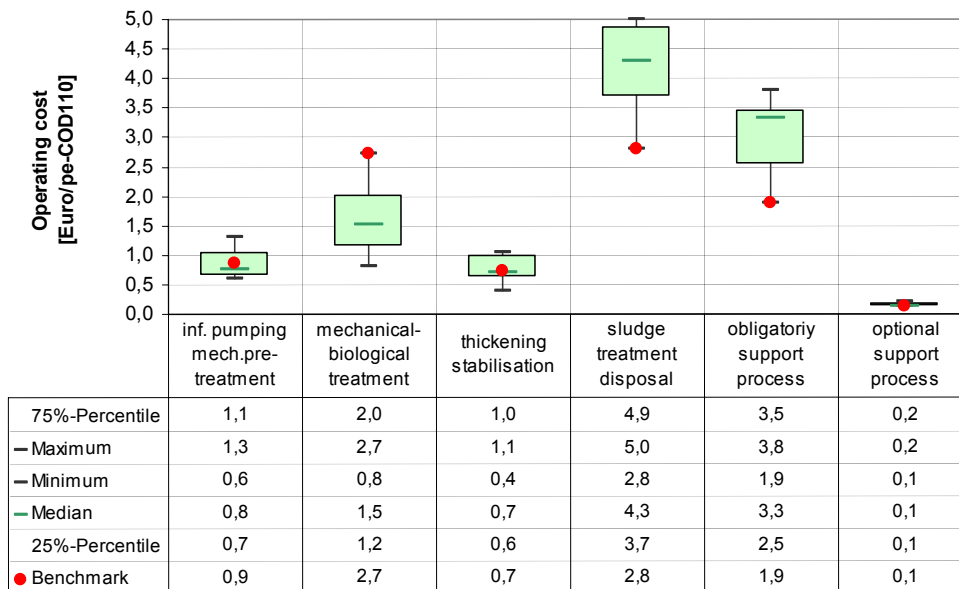 Operating cost
[Euro/pe-COD110]
5,0
4,5
4,0
3,5
3,0
2,5
2,0
1,5
1,0
0,5
0,0
inf. pumping
mech.pre-
treatment
mechanical-
biological
treatment
thickening
stabilisation
sludge
treatment
disposal
obligatoriy
support
process
optional
support
process
75%-Percentile 1,1 2,0 1,0 4,9 3,5 0,2
Maximum 1,3 2,7 1,1 5,0 3,8 0,2
Minimum 0,6 0,8 0,4 2,8 1,9 0,1
Median 0,8 1,5 0,7 4,3 3,3 0,1
25%-Percentile 0,7 1,2 0,6 3,7 2,5 0,1
Benchmark 0,9 2,7 0,7 2,8 1,9 0,1